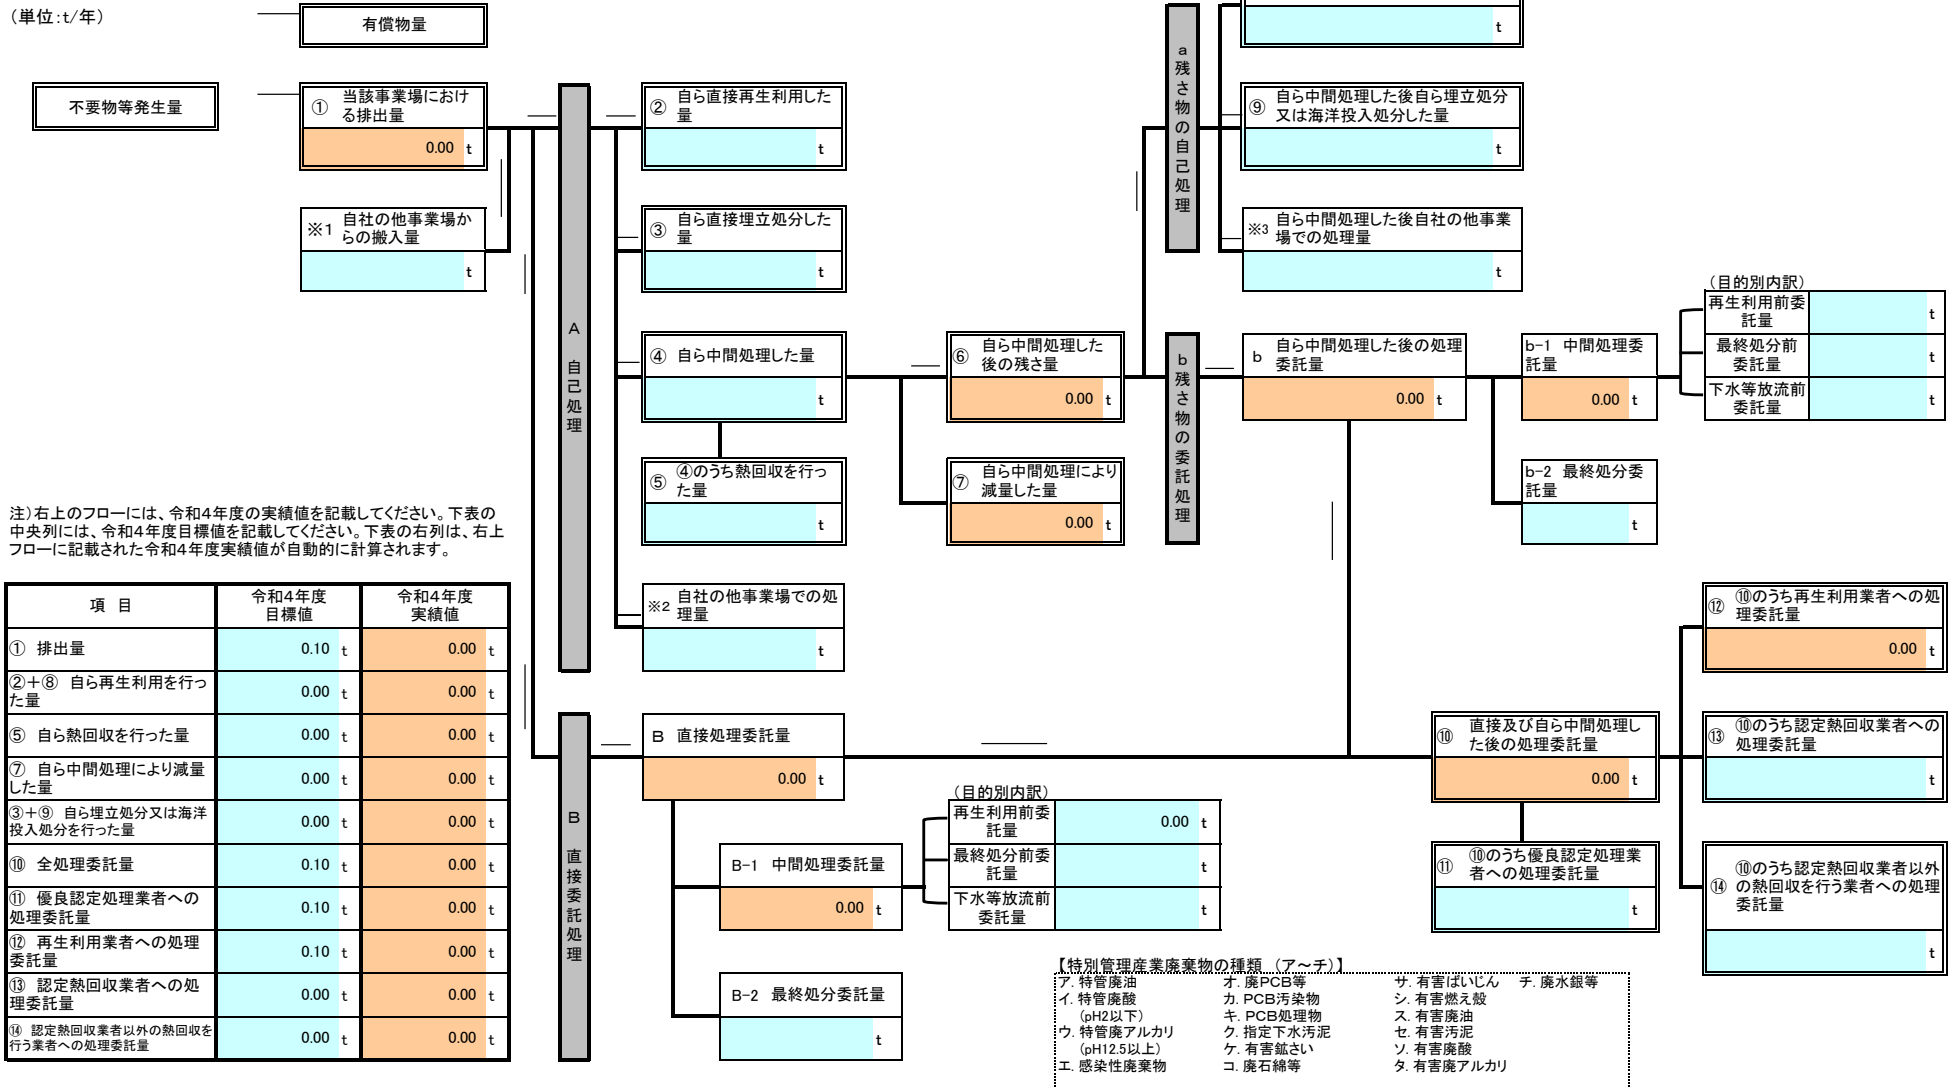 (単位:t/年)
有償物量
t
不要物等発生量
①
当該事業場におけ
る排出量
0.00 t
※1
自社の他事業場か
らの搬入量
t
A 自己処理
②
自ら直接再生利用した
量
t
③
自ら直接埋立処分した
量
t
④ 自ら中間処理した量
t
⑤
④のうち熱回収を行っ
た量
t
※2
自社の他事業場での処
理量
t
⑥
自ら中間処理した
後の残さ量
0.00 t
⑦
自ら中間処理により
減量した量
0.00 t
a 残さ物の自己処理
⑨
自ら中間処理した後自ら埋立処分
又は海洋投入処分した量
t
※3
自ら中間処理した後自社の他事業
場での処理量
t
b 残さ物の委託処理
b
自ら中間処理した後の処理
委託量
0.00 t
b-1 中間処理委
託量
0.00 t
b-2 最終処分委
託量
t
(目的別内訳)
再生利用前委
託量
t
最終処分前
委託量
t
下水等放流前
委託量
t
注)右上のフローには、令和4年度の実績値を記載してください。下表の
中央列には、令和4年度目標値を記載してください。下表の右列は、右上
フローに記載された令和4年度実績値が自動的に計算されます。
項 目
令和4年度
目標値
令和4年度
実績値
① 排出量 0.10 t 0.00 t
②+⑧ 自ら再生利用を行っ
た量
0.00 t 0.00 t
⑤ 自ら熱回収を行った量 0.00 t 0.00 t
⑦ 自ら中間処理により減量
した量
0.00 t 0.00 t
③+⑨ 自ら埋立処分又は海洋
投入処分を行った量
0.00 t 0.00 t
⑩ 全処理委託量 0.10 t 0.00 t
⑪ 優良認定処理業者への
処理委託量
0.10 t 0.00 t
⑫ 再生利用業者への処理
委託量
0.10 t 0.00 t
⑬ 認定熱回収業者への処
理委託量
0.00 t 0.00 t
⑭ 認定熱回収業者以外の熱回収を
行う業者への処理委託量
0.00 t 0.00 t
B 直接委託処理
B 直接処理委託量
0.00 t
B-1 中間処理委託量
0.00 t
B-2 最終処分委託量
t
(目的別内訳)
再生利用前委
託量
0.00 t
最終処分前委
託量
t
下水等放流前
委託量
t
⑩
直接及び自ら中間処理し
た後の処理委託量
0.00 t
⑪
⑩のうち優良認定処理業
者への処理委託量
t
⑫
⑩のうち再生利用業者への処
理委託量
0.00 t
⑬
⑩のうち認定熱回収業者への
処理委託量
t
⑭
⑩のうち認定熱回収業者以外
の熱回収を行う業者への処理
委託量
t
【特別管理産業廃棄物の種類 (ア~チ)】
ア. 特管廃油 オ. 廃PCB等 サ. 有害ばいじん チ. 廃水銀等
イ. 特管廃酸 カ. PCB汚染物 シ. 有害燃え殻
(pH2以下) キ. PCB処理物 ス. 有害廃油
ウ. 特管廃アルカリ ク. 指定下水汚泥 セ. 有害汚泥
(pH12.5以上) ケ. 有害鉱さい ソ. 有害廃酸
エ. 感染性廃棄物 コ. 廃石綿等 タ. 有害廃アルカリ